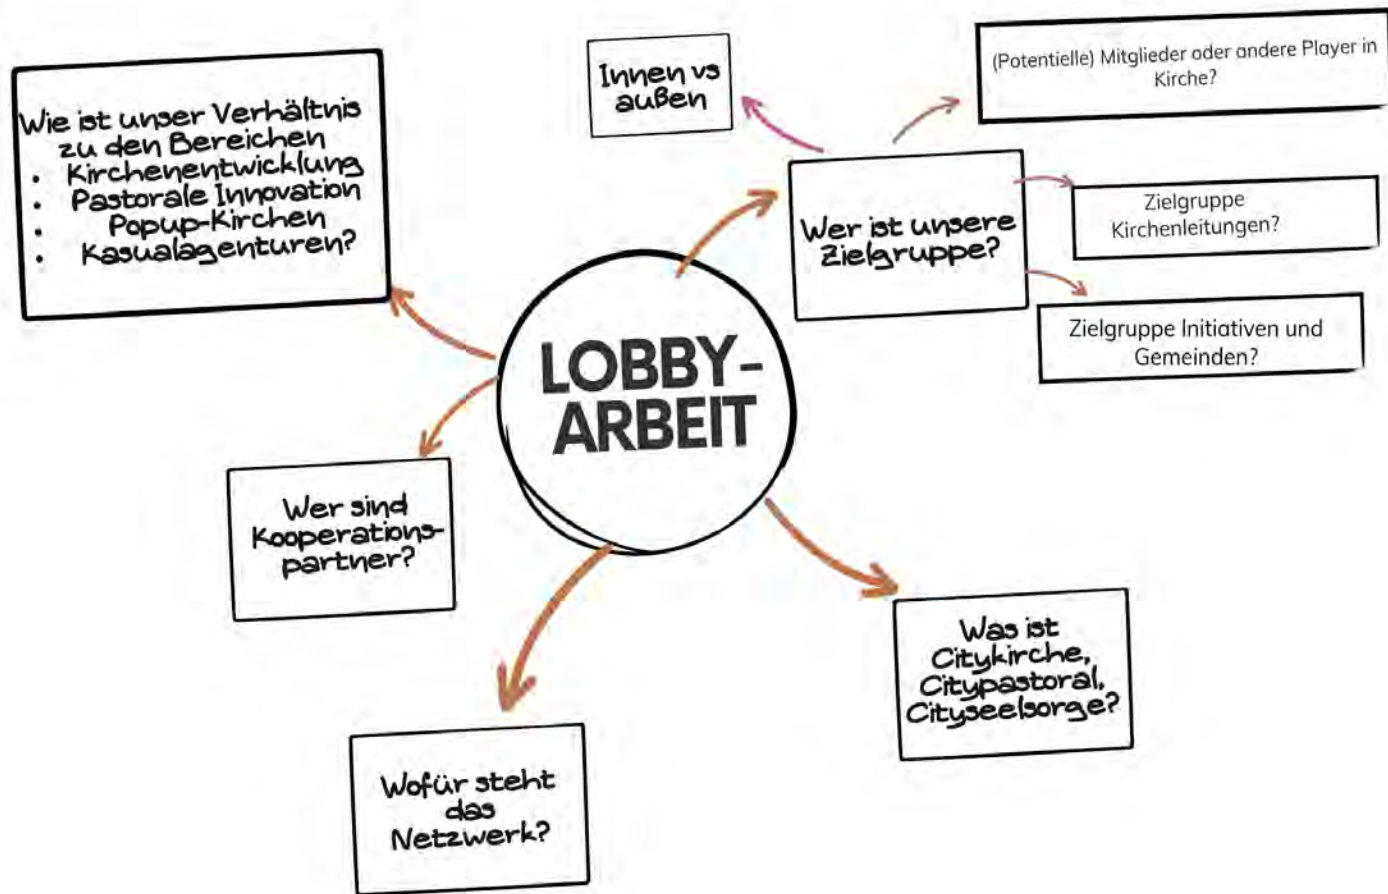 Wie ist unser Verhältnis
zu den Bereichen
• Kirchenentwicklung
• Pastorale Innovation
• Popup-Kirchen
• Kasualagenturen?
Innen vs
außen
(Potentielle) Mitglieder oder andere Player in
Kirche?
Wer ist unsere
Zielgruppe?
Zielgruppe
Kirchenleitungen?
Zielgruppe Initiativen und
Gemeinden?
LOBBY-
ARBEIT
Wer sind
Kooperations-
partner?
Was ist
Citykirche,
Citypastoral,
Cityseelsorge?
Wofür steht
das
Netzwerk?